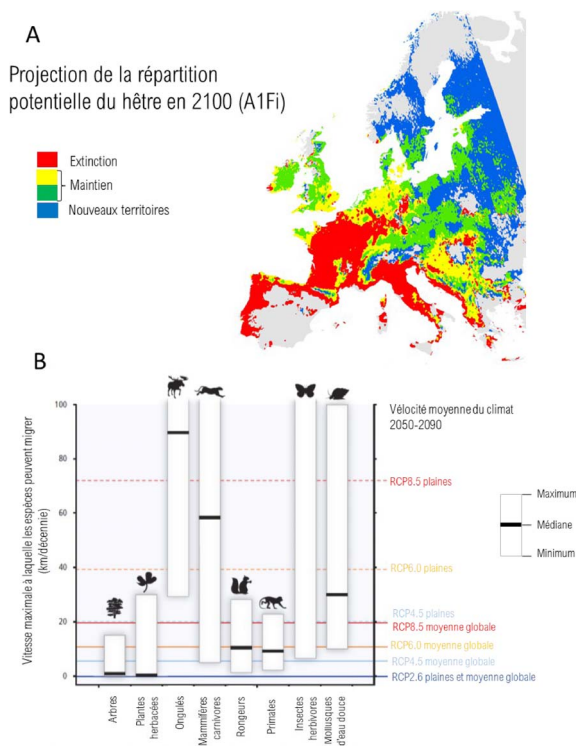 A
Projection de la répartition
potentielle du hêtre en 2100 (A1Fi)
Extinction
Maintien
Nouveaux territoires
B
Vitesse maximale à laquelle les espèces peuvent migrer
(km/décennie)
100
80
60
40
20
0
Arbres
Plantes
herbacées
Ongulés
Mammifères
carnivores
Rongeurs
Primates
Insectes
herbivores
Mollusques
d'eau douce
Vélocité moyenne du climat
2050-2090
RCP8.5 plaines
RCP6.0 plaines
RCP4.5 plaines
RCP8.5 moyenne globale
RCP6.0 moyenne globale
RCP4.5 moyenne globale
RCP2.6 plaines et moyenne globale
Maximum
Médiane
Minimum